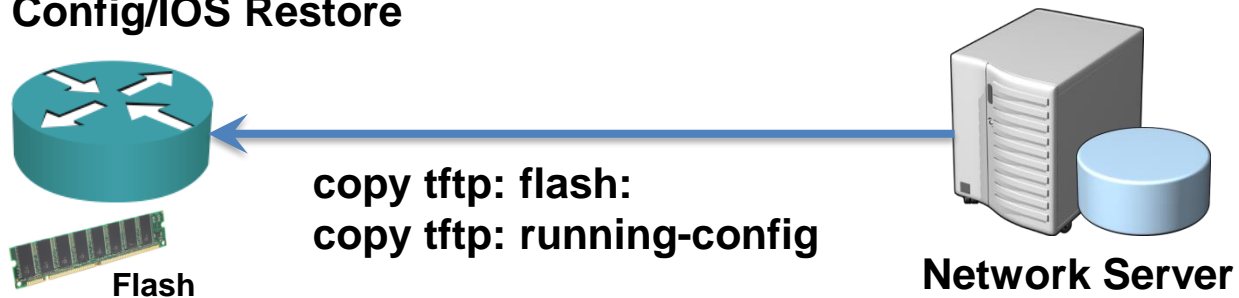 Config/IOS Restore
copy tftp: flash:
copy tftp: running-config
Flash
Network Server